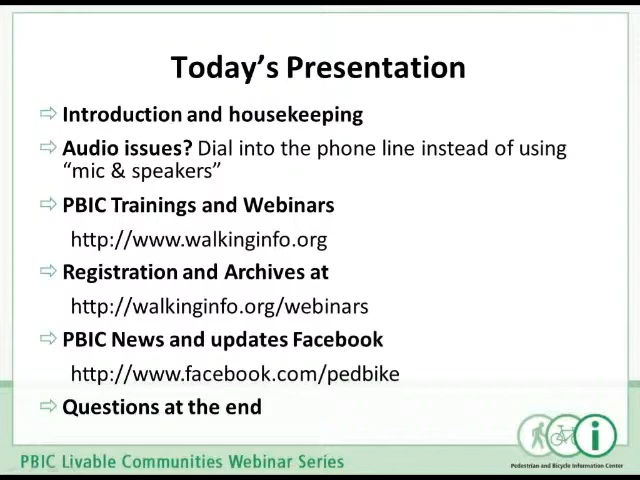 Today’s Presentation
⇨ Introduction and housekeeping
⇨ Audio issues? Dial into the phone line instead of using
“mic & speakers”
⇨ PBIC Trainings and Webinars
http://www.walkinginfo.org
⇨ Registration and Archives at
http://walkinginfo.org/webinars
⇨ PBIC News and updates Facebook
http://www.facebook.com/pedbike
⇨ Questions at the end
i
Pedestrian and Bicycle Information Center
PBIC Livable Communities Webinar Series